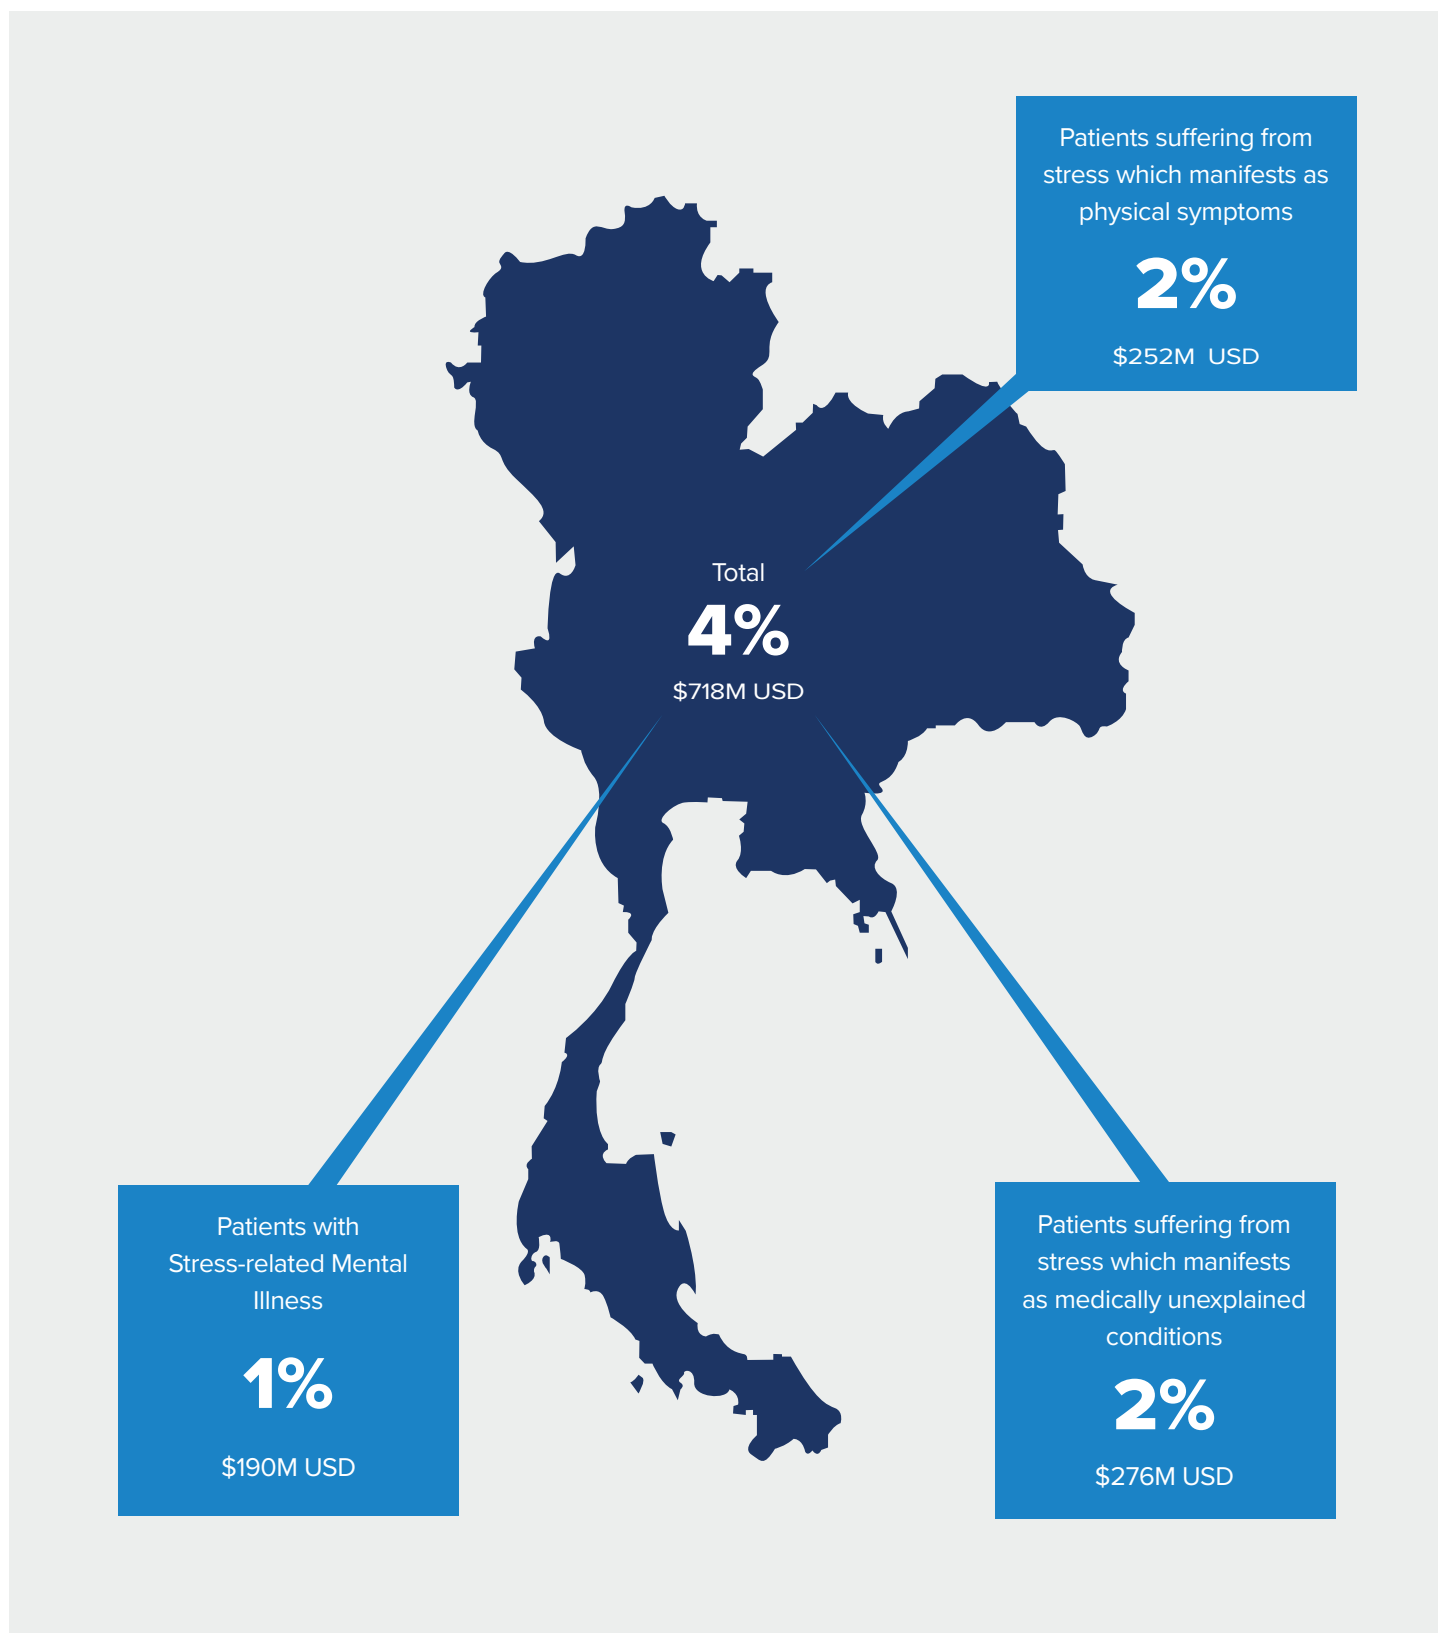 Patients suffering from
stress which manifests as
physical symptoms
2%
$252M USD
Total
4%
$718M USD
Patients with
Stress-related Mental
Illness
1%
$190M USD
Patients suffering from
stress which manifests
as medically unexplained
conditions
2%
$276M USD